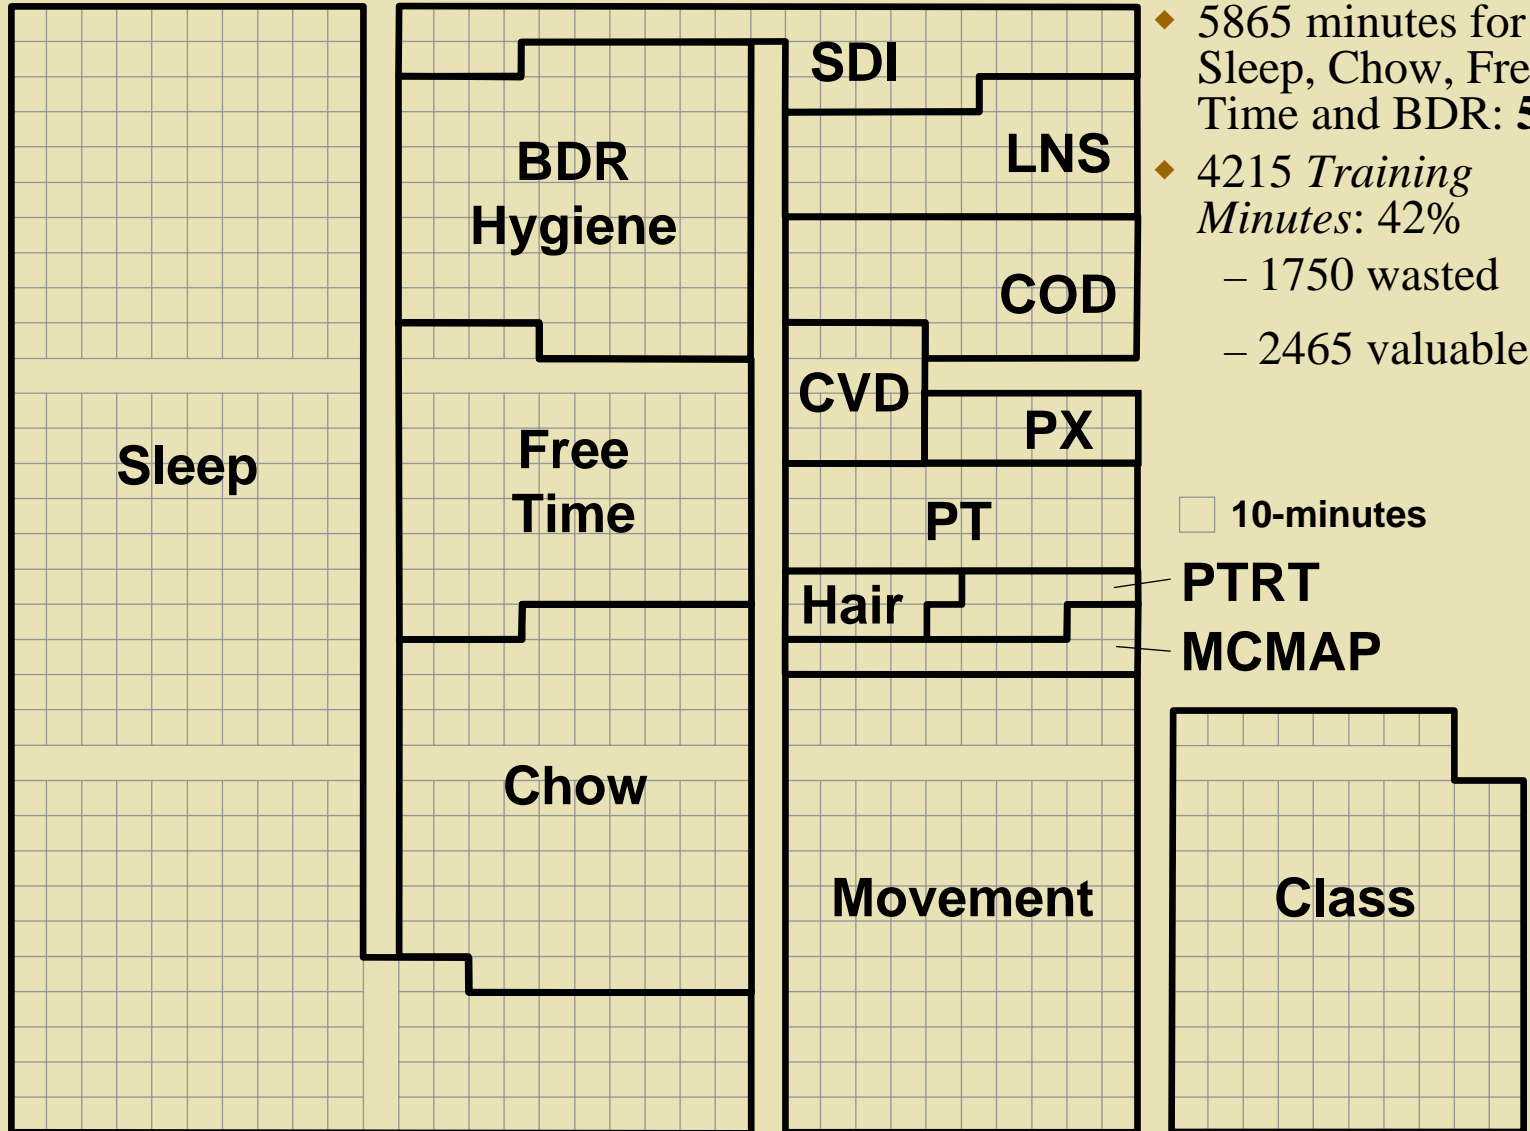 Sleep
BDR
Hygiene
Free
Time
Chow
SDI
LNS
COD
CVD
PX
PT
Hair
Movement
◆ 5865 minutes for
Sleep, Chow, Fre
Time and BDR: 5
◆ 4215 Training
Minutes: 42%
– 1750 wasted
– 2465 valuable
10-minutes
PTRT
MCMAP
Class